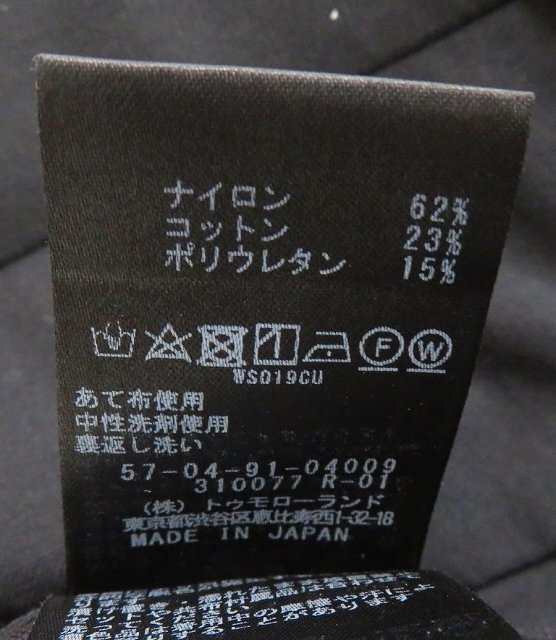 ナイロン 62%
コットン 23%
ポリウレタン 15%
F W
WS019CU
あて布使用
中性洗剤使用
裏返し洗い
57-04-91-04009
310077 R-01
(株) トゥモローランド
東京都渋谷区恵比寿西1-32-18
MADE IN JAPAN